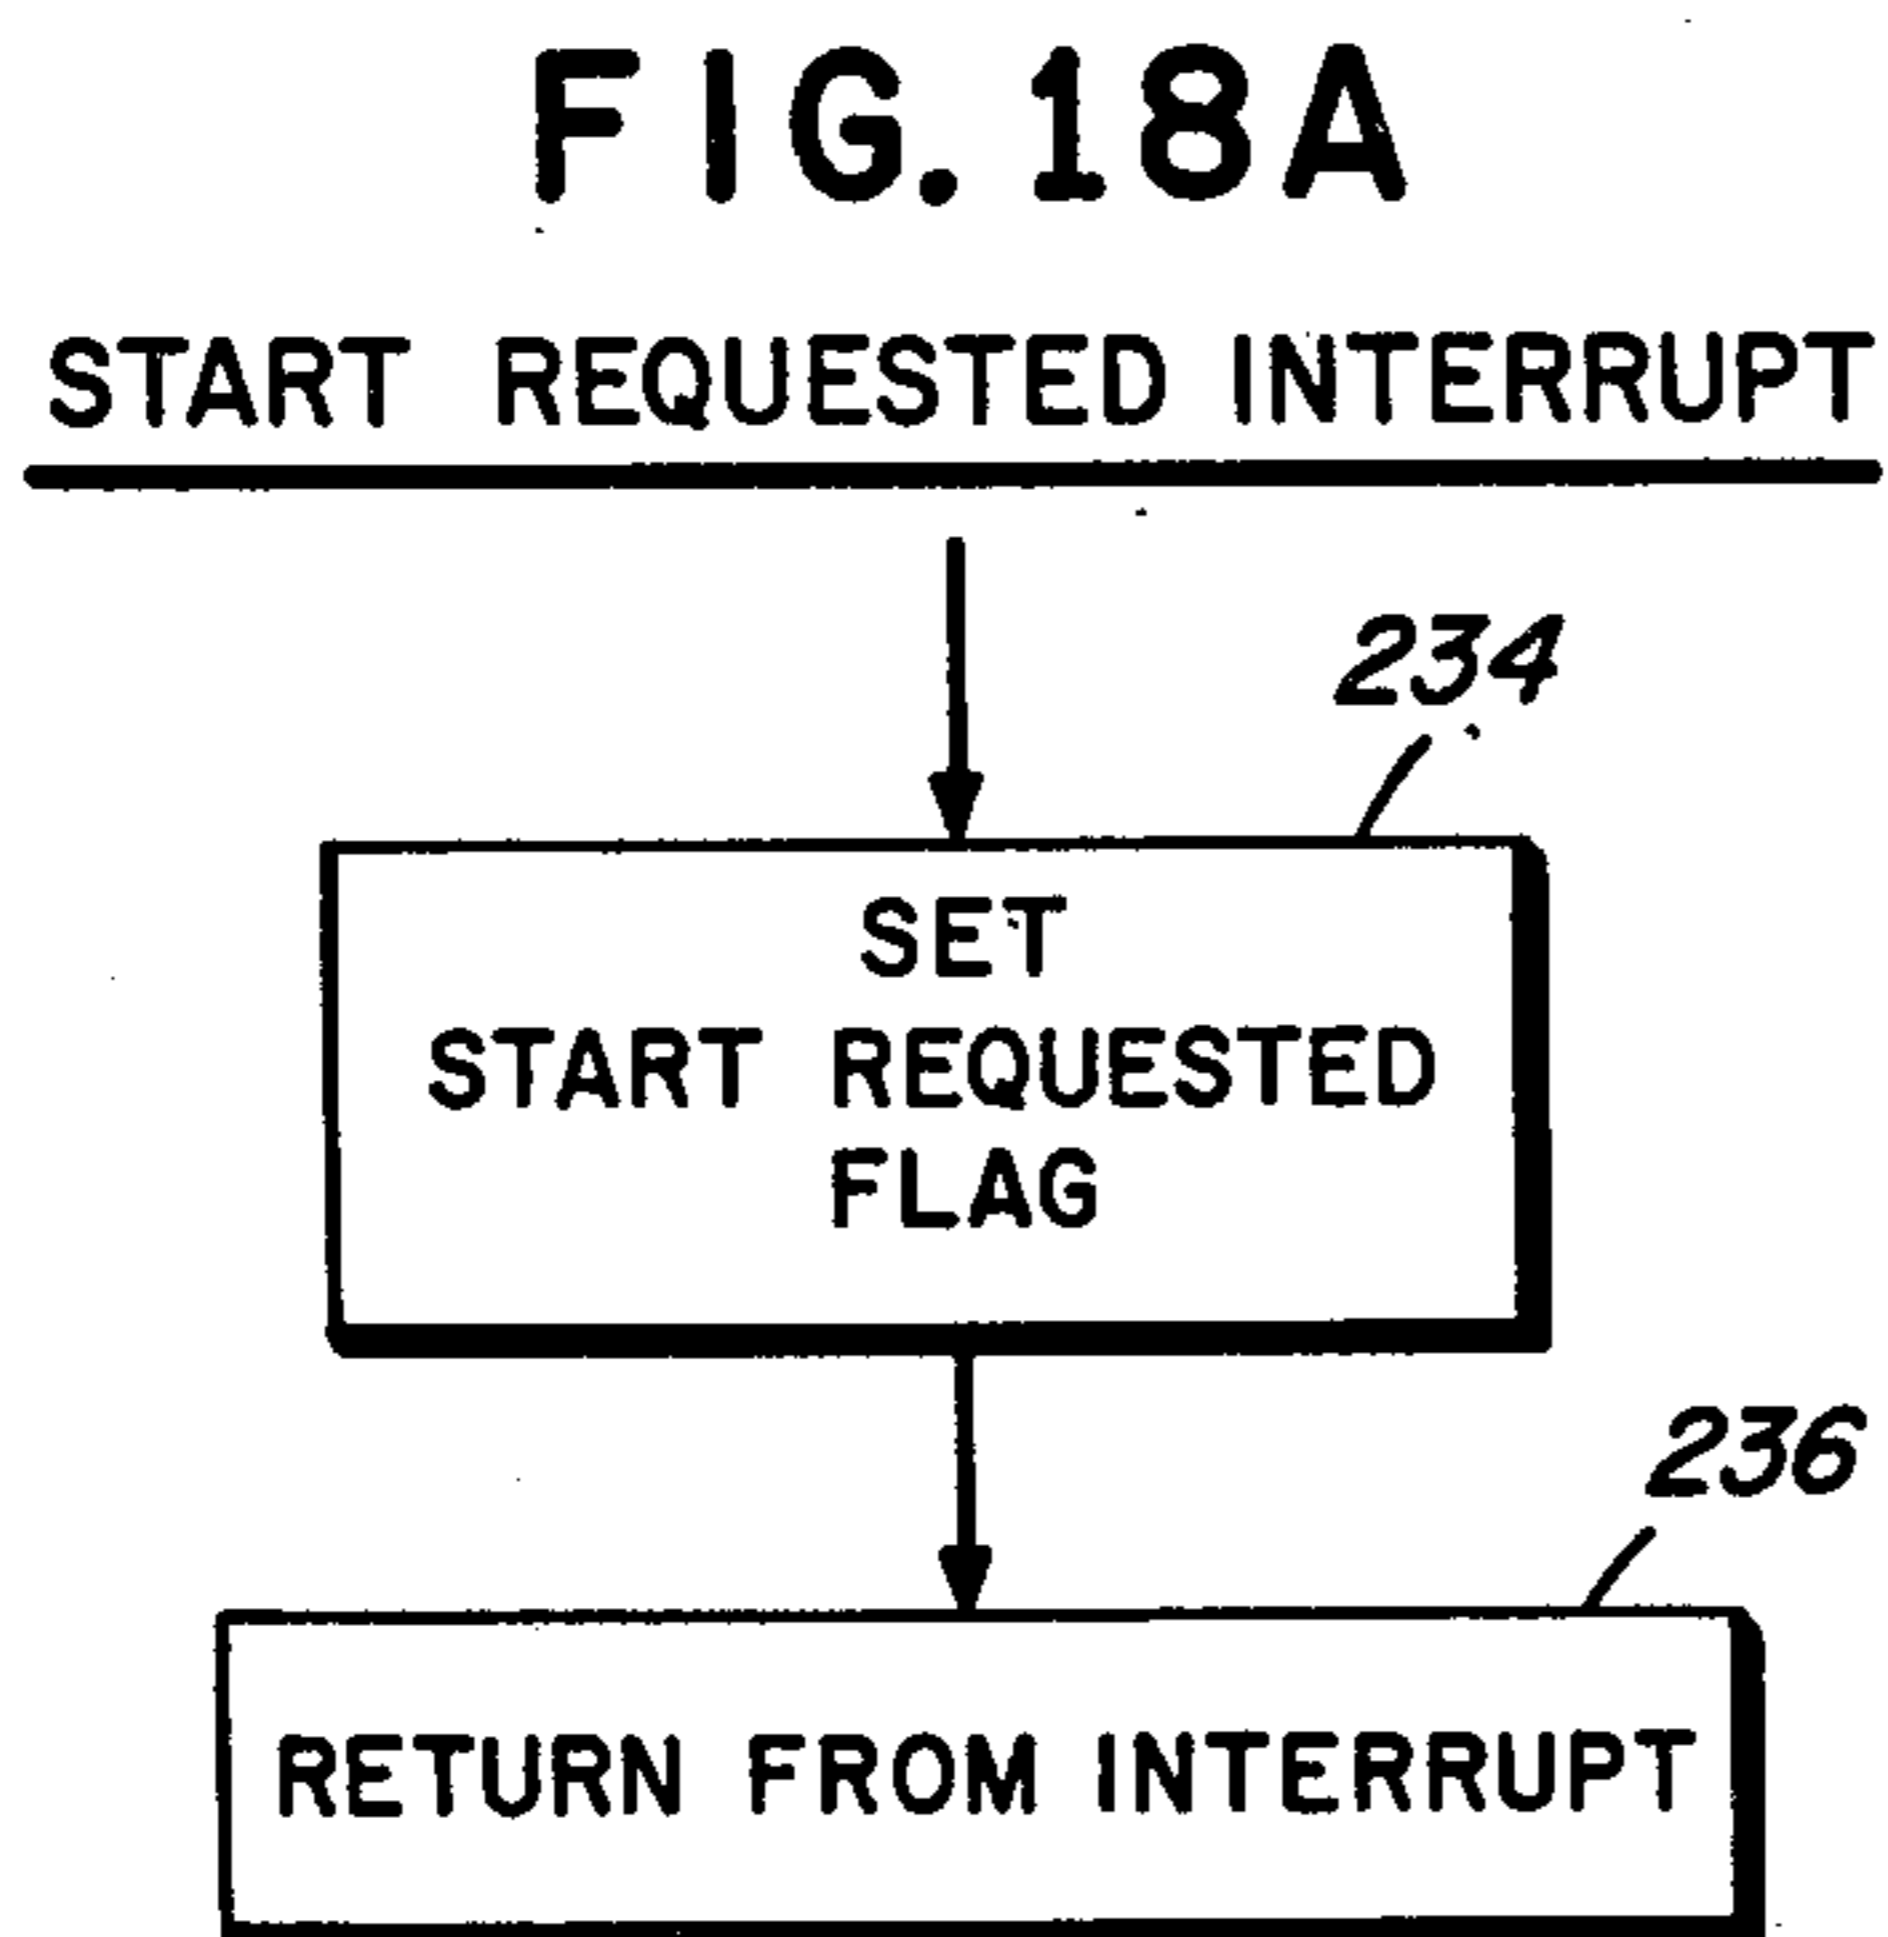 FIG. 18A
START REQUESTED INTERRUPT
234
SET
START REQUESTED
FLAG
236
RETURN FROM INTERRUPT